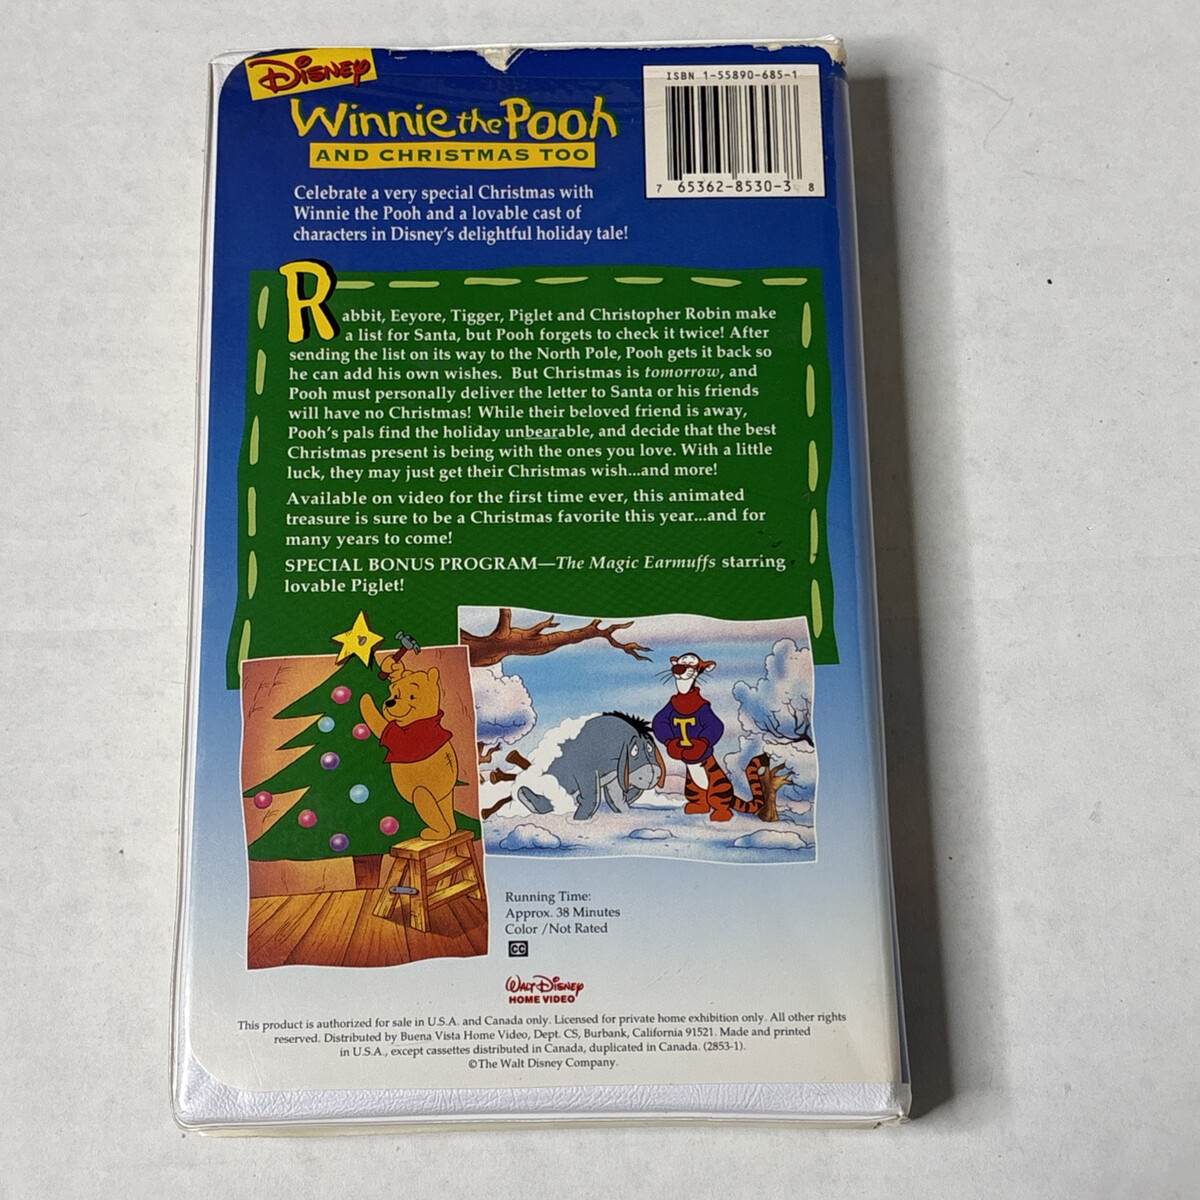 Disney
Winnie the Pooh
AND CHRISTMAS TOO
ISBN 1-55890-685-1
7 65362-8530-3 8
Celebrate a very special Christmas with
Winnie the Pooh and a lovable cast of
characters in Disney's delightful holiday tale!
Rabbit, Eeyore, Tigger, Piglet and Christopher Robin make
a list for Santa, but Pooh forgets to check it twice! After
sending the list on its way to the North Pole, Pooh gets it back so
he can add his own wishes. But Christmas is tomorrow, and
Pooh must personally deliver the letter to Santa or his friends
will have no Christmas! While their beloved friend is away,
Pooh's pals find the holiday unbearable, and decide that the best
Christmas present is being with the ones you love. With a little
luck, they may just get their Christmas wish...and more!
Available on video for the first time ever, this animated
treasure is sure to be a Christmas favorite this year...and for
many years to come!
SPECIAL BONUS PROGRAM—The Magic Earmuffs starring
lovable Piglet!
T
Running Time:
Approx. 38 Minutes
Color /Not Rated
CC
Walt Disney
HOME VIDEO
This product is authorized for sale in U.S.A. and Canada only. Licensed for private home exhibition only. All other rights
reserved. Distributed by Buena Vista Home Video, Dept. CS, Burbank, California 91521. Made and printed
in U.S.A., except cassettes distributed in Canada, duplicated in Canada. (2853-1).
©The Walt Disney Company.